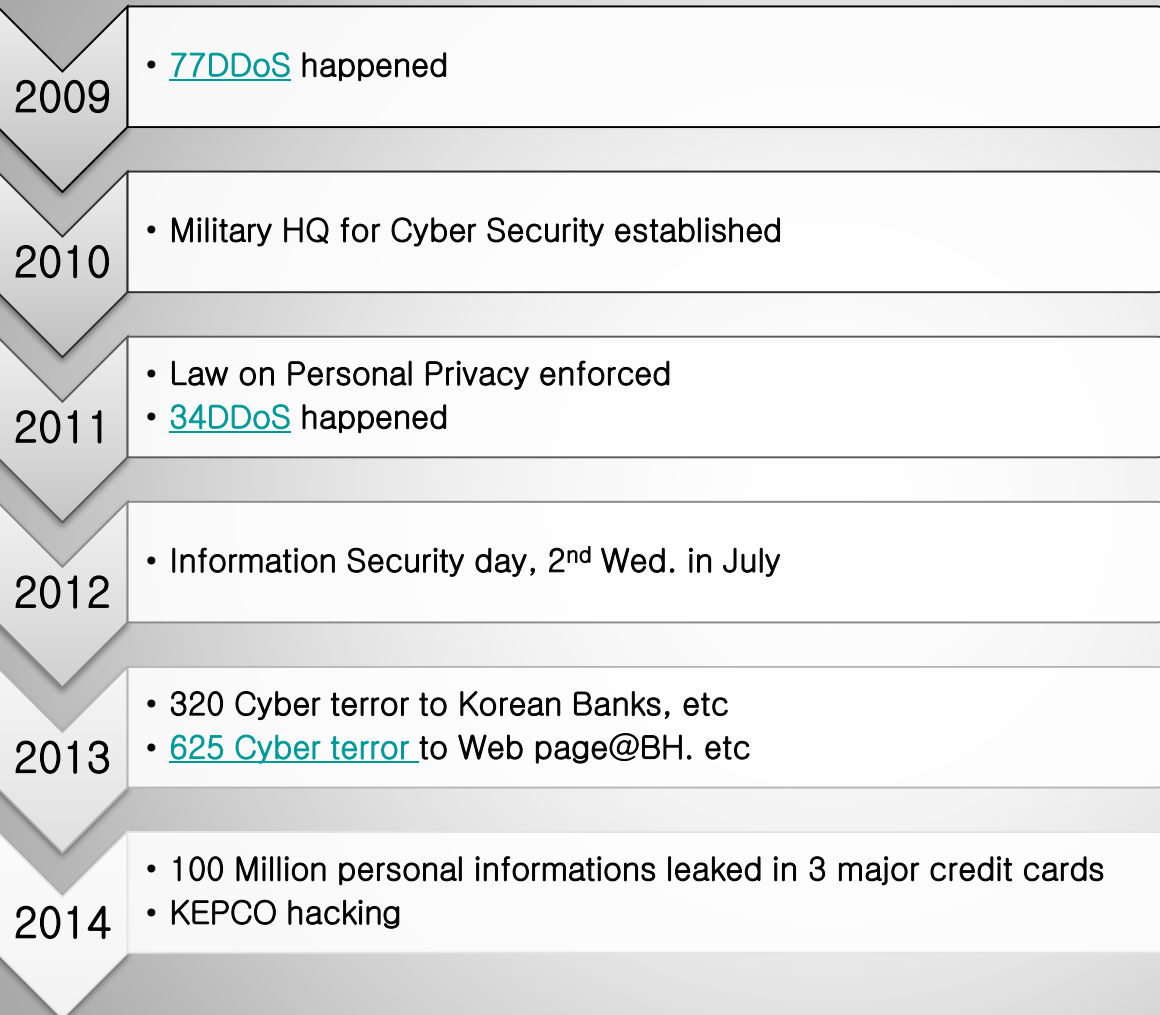 2009
• 77DDoS happened
2010
• Military HQ for Cyber Security established
2011
• Law on Personal Privacy enforced
• 34DDoS happened
2012
• Information Security day, 2nd Wed. in July
2013
• 320 Cyber terror to Korean Banks, etc
• 625 Cyber terror to Web page@BH. etc
2014
• 100 Million personal informations leaked in 3 major credit cards
• KEPCO hacking